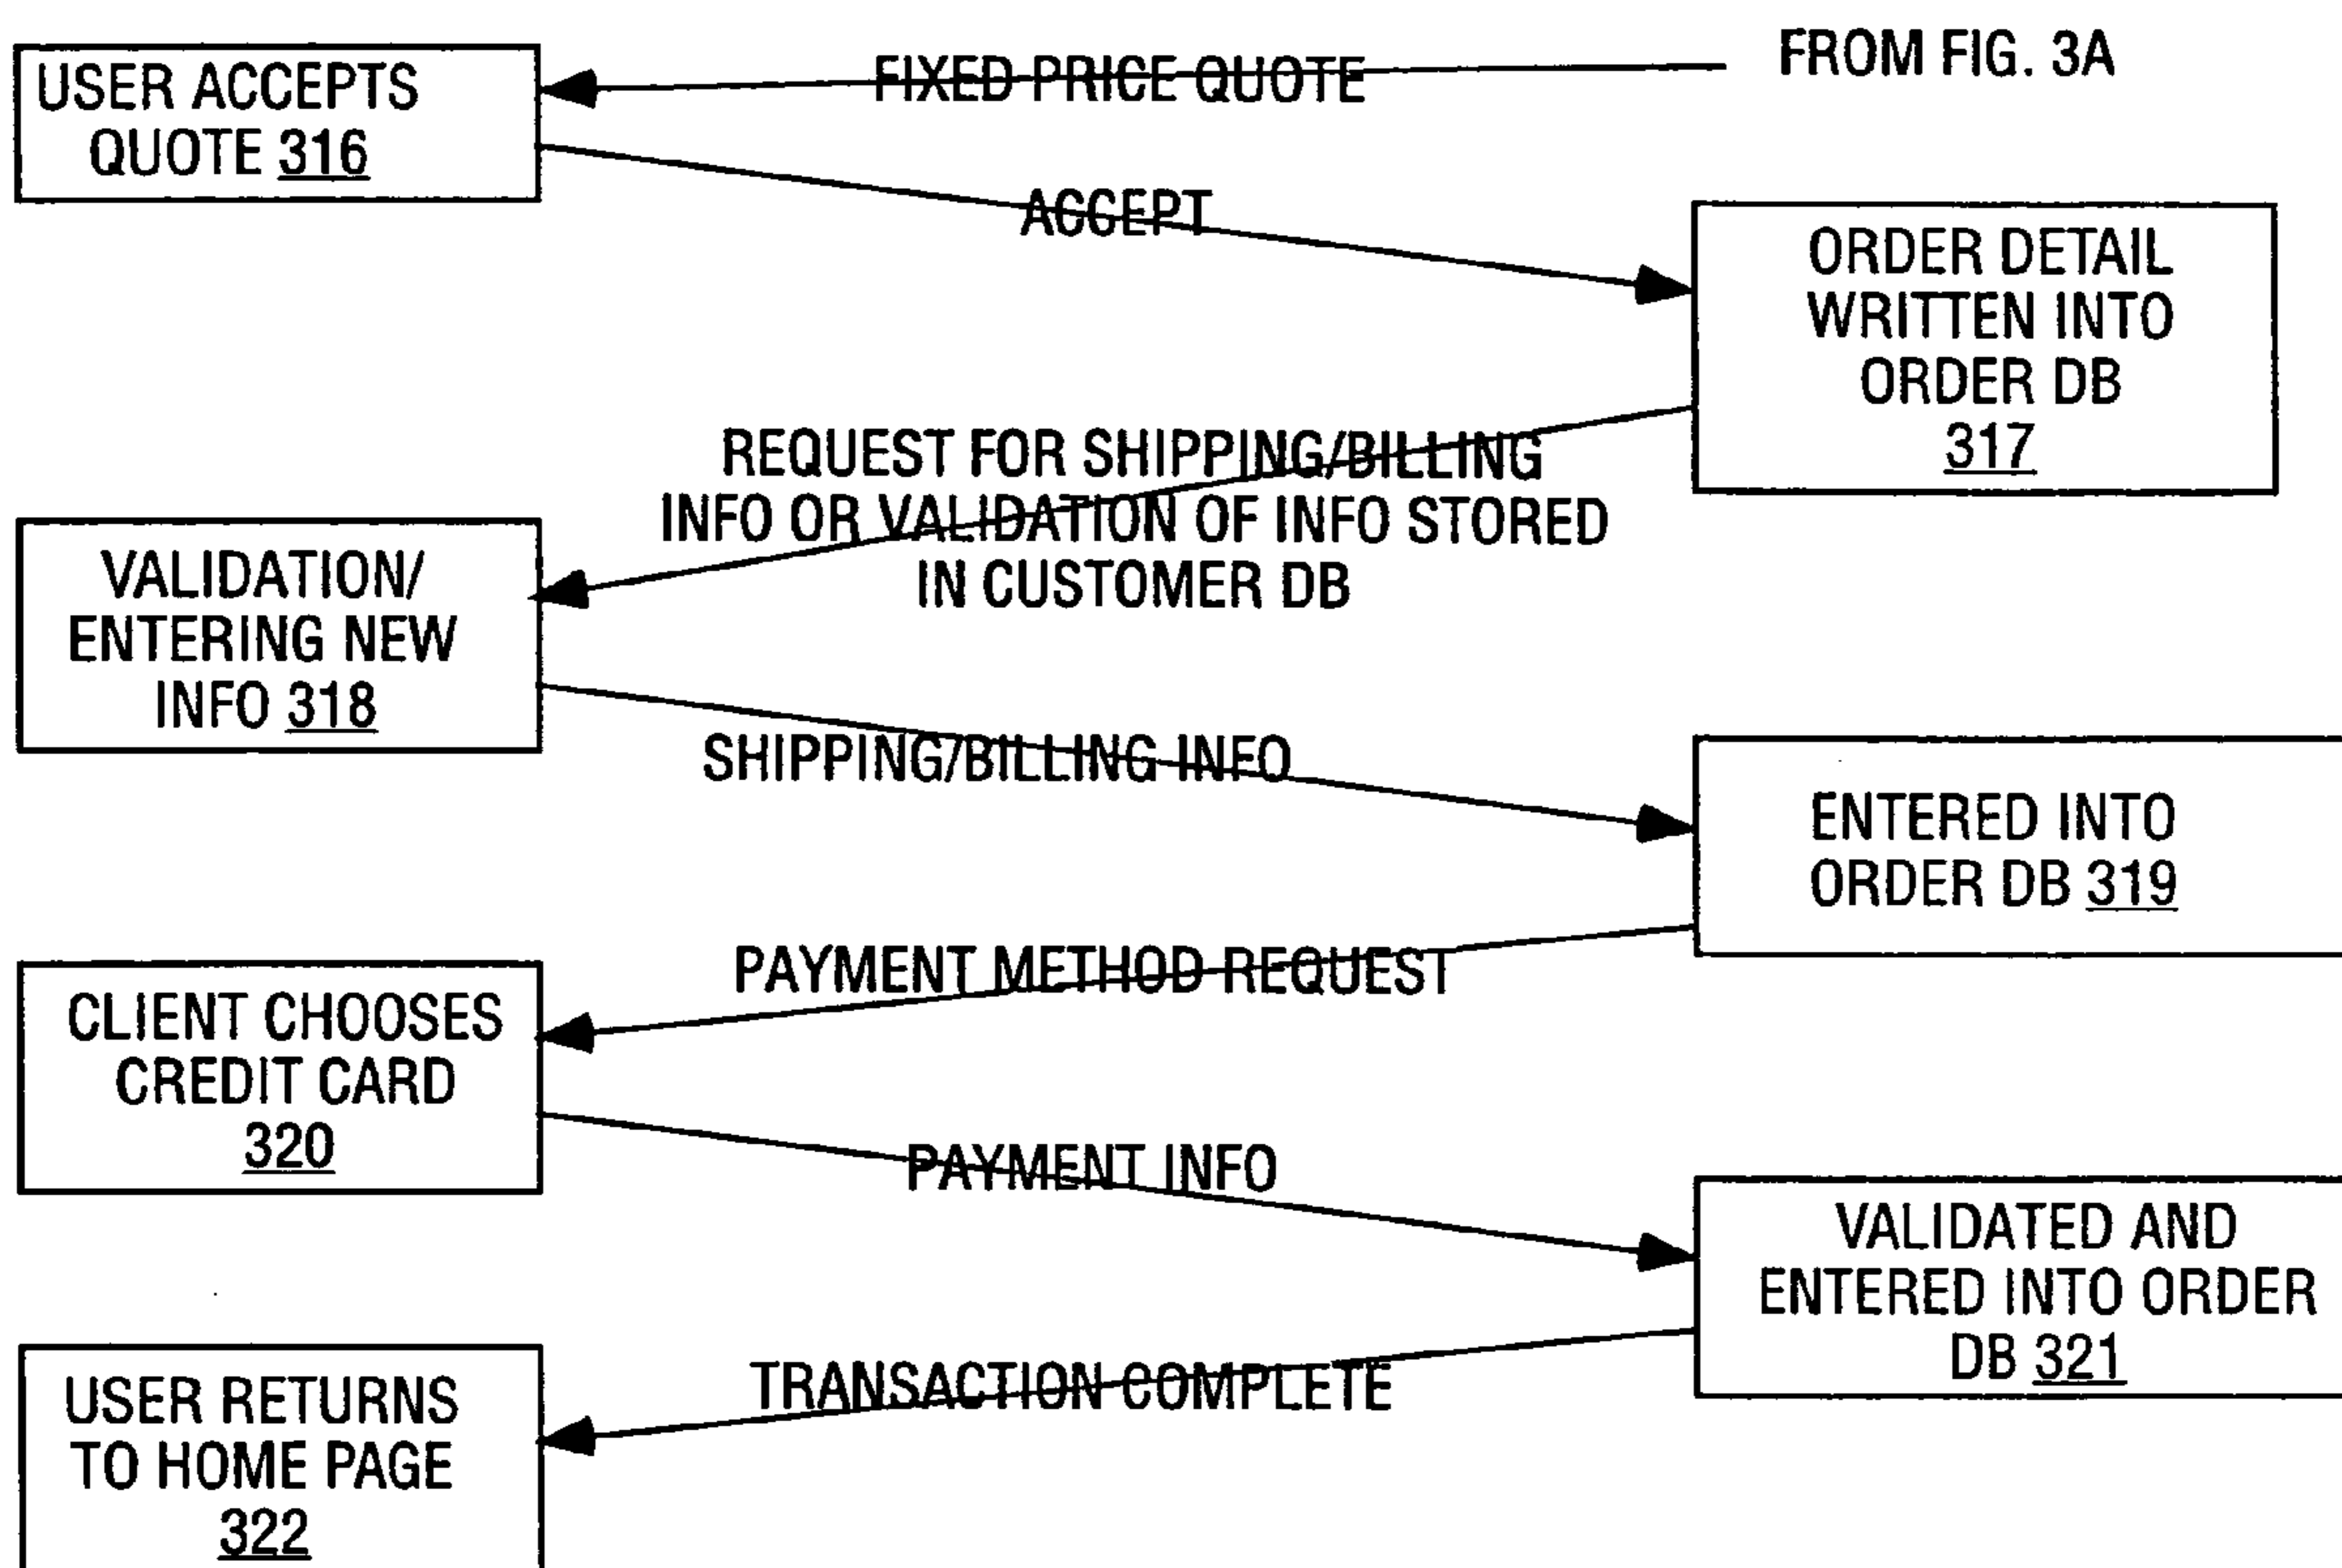 FROM FIG. 3A
FIXED PRICE QUOTE
USER ACCEPTS
QUOTE 316
ACCEPT
ORDER DETAIL
WRITTEN INTO
ORDER DB
317
REQUEST FOR SHIPPING/BILLING
INFO OR VALIDATION OF INFO STORED
IN CUSTOMER DB
VALIDATION/
ENTERING NEW
INFO 318
SHIPPING/BILLING INFO
ENTERED INTO
ORDER DB 319
PAYMENT METHOD REQUEST
CLIENT CHOOSES
CREDIT CARD
320
PAYMENT INFO
VALIDATED AND
ENTERED INTO ORDER
DB 321
TRANSACTION COMPLETE
USER RETURNS
TO HOME PAGE
322